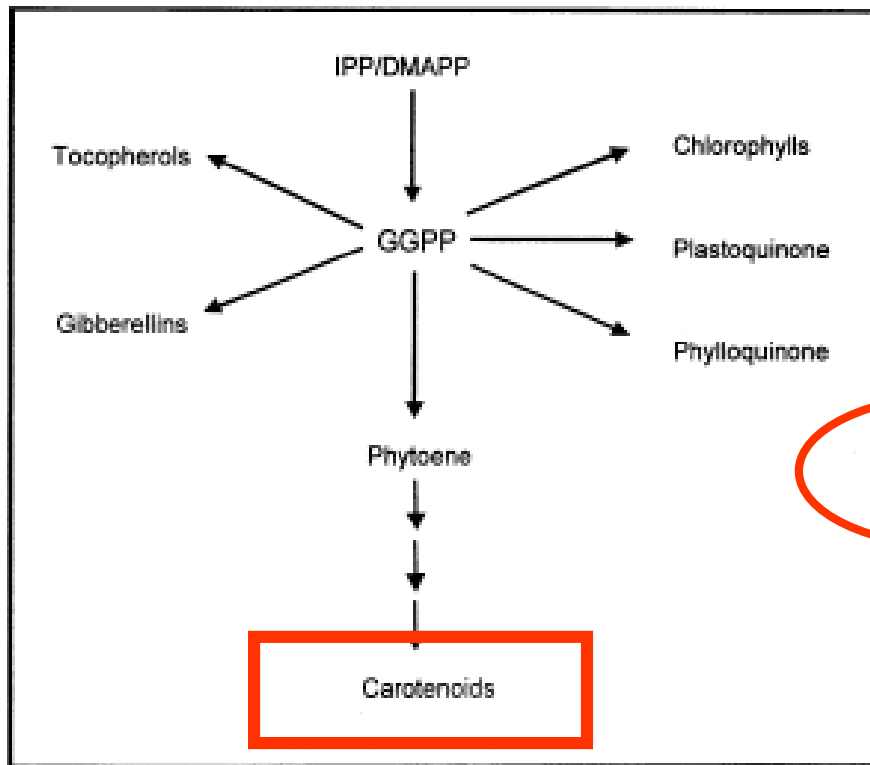 IPP/DMAPP
Tocopherols
Chlorophylls
GGPP
Plastoquinone
Gibberellins
Phylloquinone
Phytoene
Carotenoids